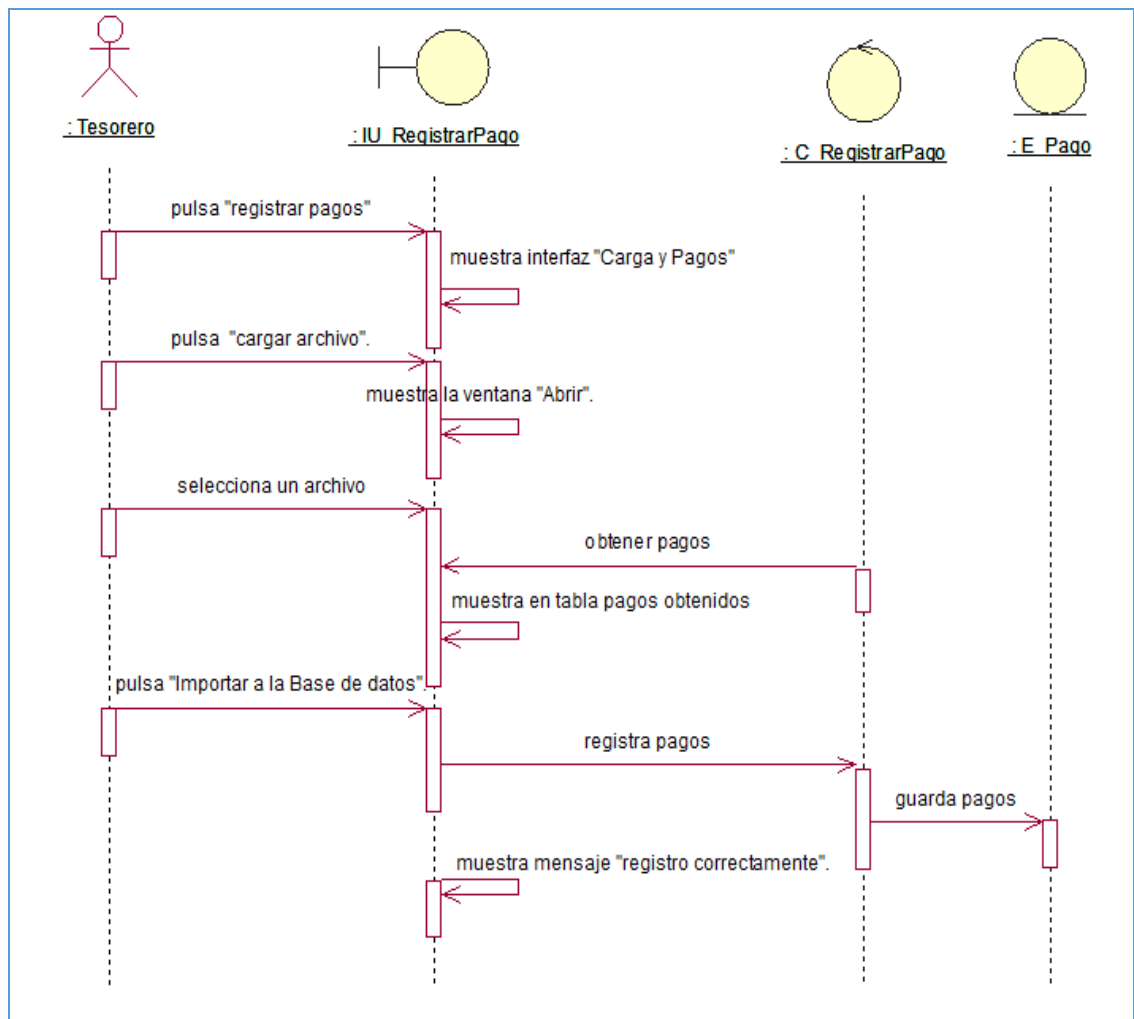 : Tesorero
: IU_RegistrarPago
: C_RegistrarPago
: E_Pago
pulsa "registrar pagos"
muestra interfaz "Carga y Pagos"
pulsa "cargar archivo".
muestra la ventana "Abrir".
selecciona un archivo
obtener pagos
muestra en tabla pagos obtenidos
pulsa "Importar a la Base de datos".
registra pagos
guarda pagos
muestra mensaje "registro correctamente".